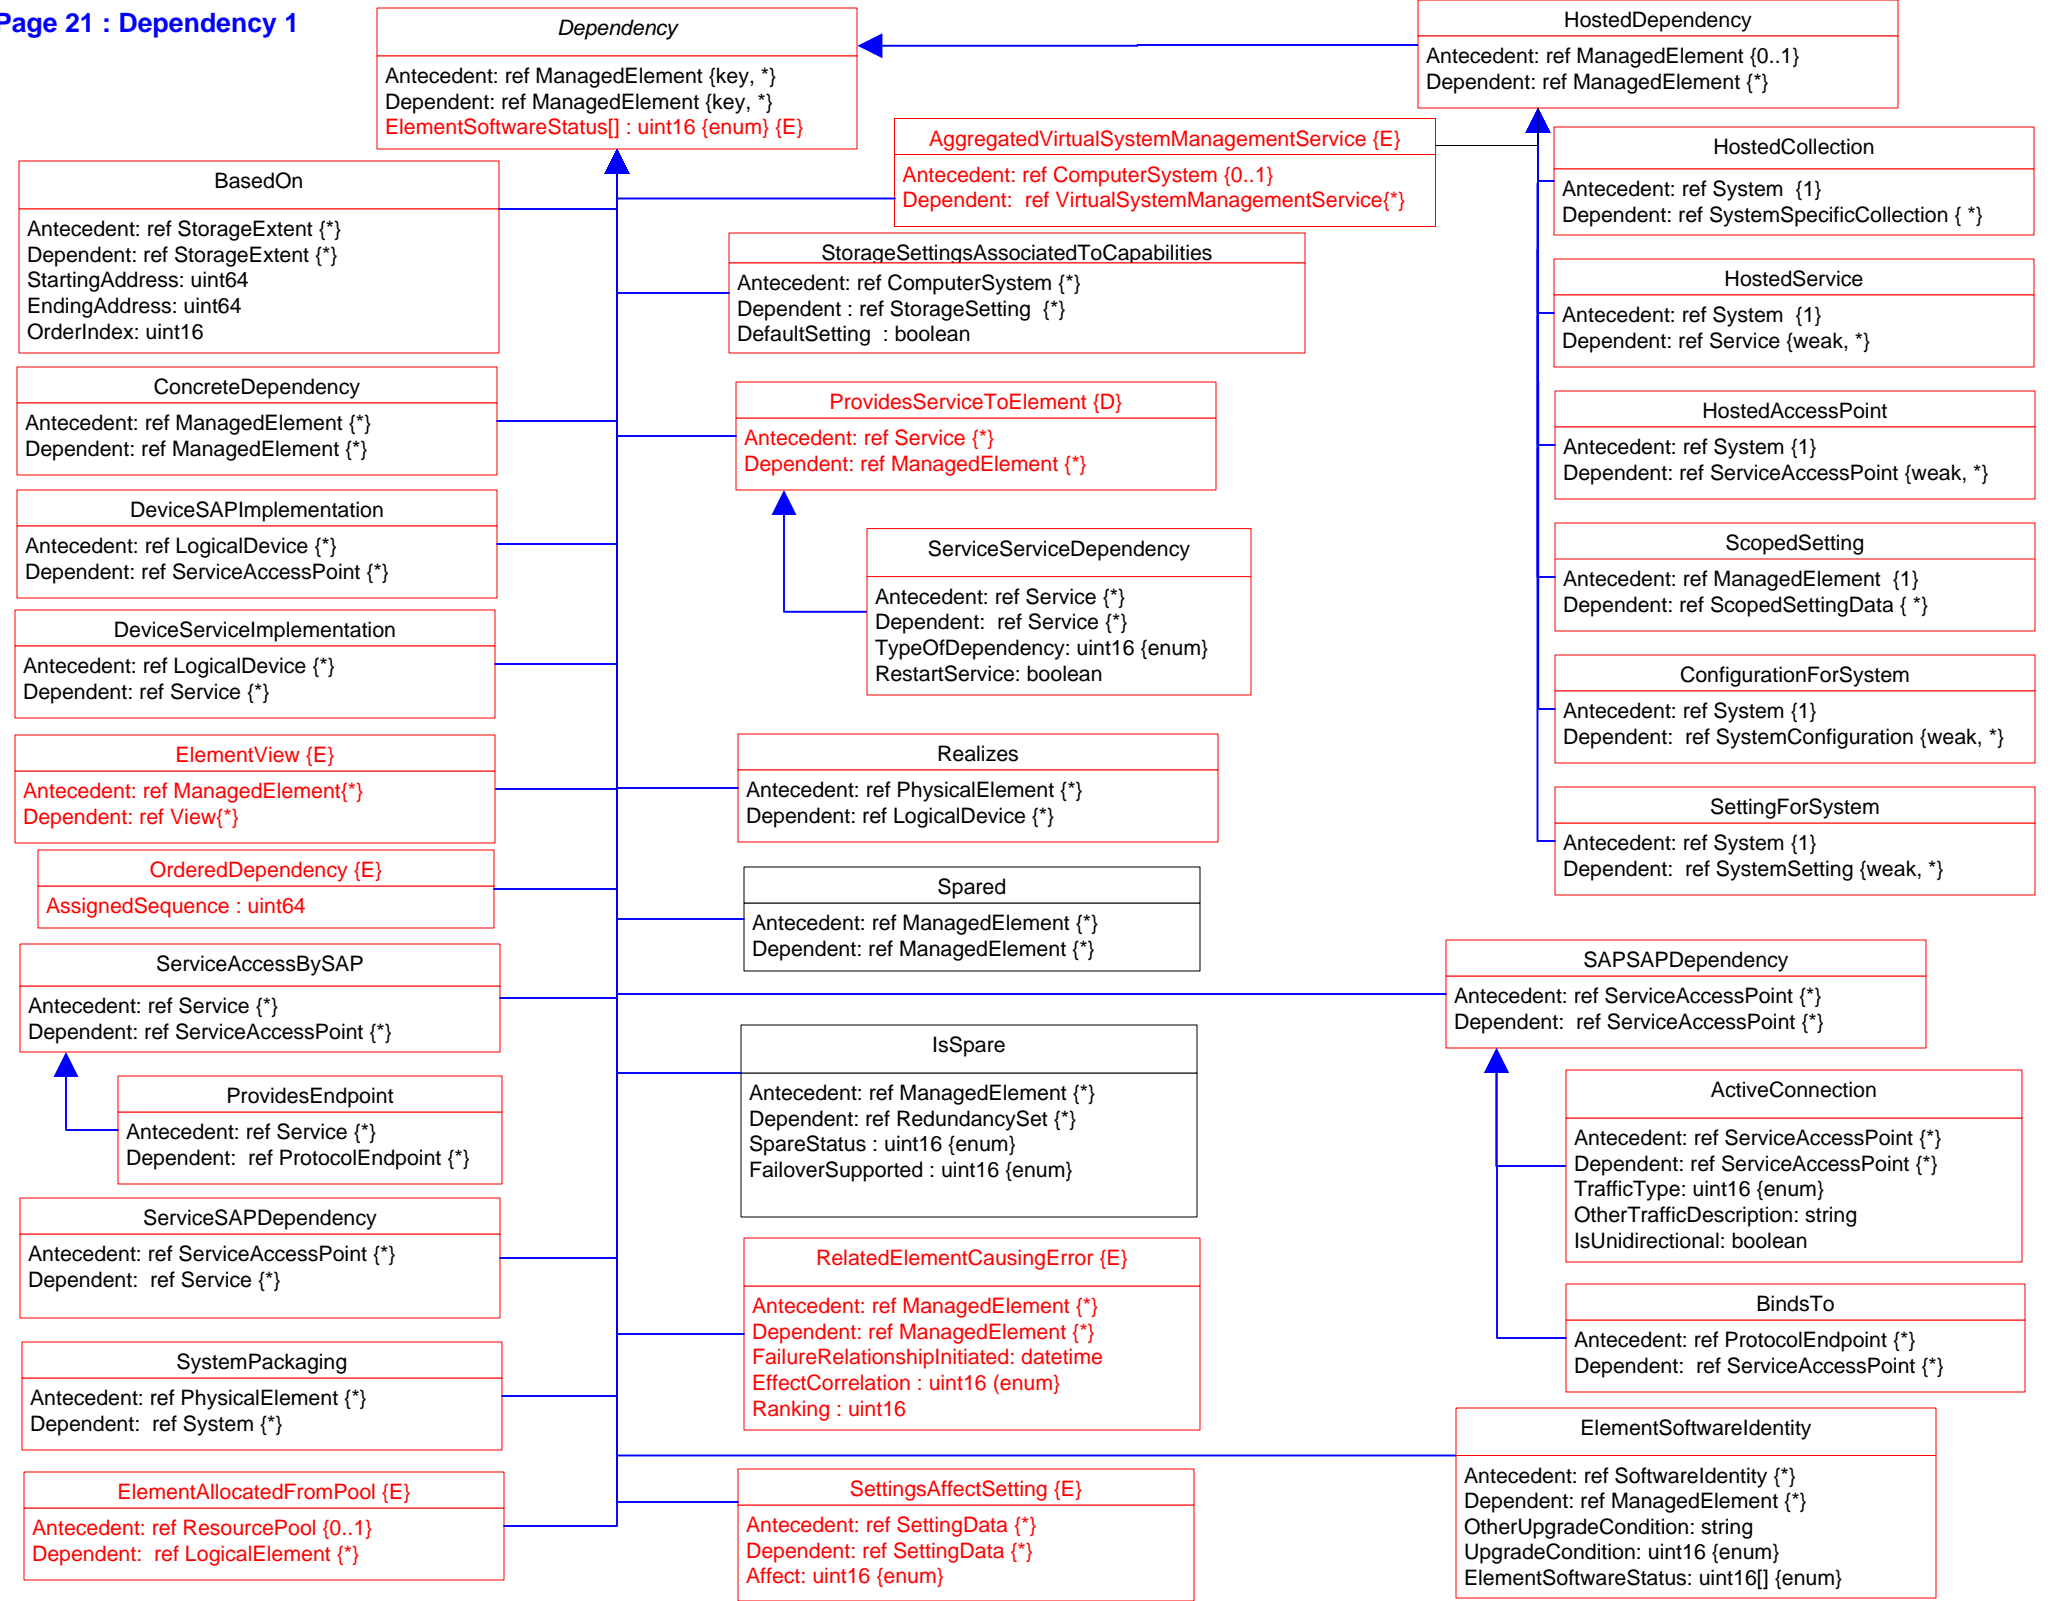 Page 21 : Dependency 1
Dependency
Antecedent: ref ManagedElement {key, *}
Dependent: ref ManagedElement {key, *}
ElementSoftwareStatus[] : uint16 {enum} {E}
HostedDependency
Antecedent: ref ManagedElement {0..1}
Dependent: ref ManagedElement {*}
AggregatedVirtualSystemManagementService {E}
Antecedent: ref ComputerSystem {0..1}
Dependent:  ref VirtualSystemManagementService{*}
BasedOn
Antecedent: ref StorageExtent {*}
Dependent: ref StorageExtent {*}
StartingAddress: uint64
EndingAddress: uint64
OrderIndex: uint16
StorageSettingsAssociatedToCapabilities
Antecedent: ref ComputerSystem {*}
Dependent : ref StorageSetting  {*}
DefaultSetting  : boolean
ConcreteDependency
Antecedent: ref ManagedElement {*}
Dependent: ref ManagedElement {*}
ProvidesServiceToElement {D}
Antecedent: ref Service {*}
Dependent: ref ManagedElement {*}
DeviceSAPImplementation
Antecedent: ref LogicalDevice {*}
Dependent: ref ServiceAccessPoint {*}
ServiceServiceDependency
Antecedent: ref Service {*}
Dependent:  ref Service {*}
TypeOfDependency: uint16 {enum}
RestartService: boolean
DeviceServiceImplementation
Antecedent: ref LogicalDevice {*}
Dependent: ref Service {*}
ElementView {E}
Antecedent: ref ManagedElement{*}
Dependent: ref View{*}
Realizes
Antecedent: ref PhysicalElement {*}
Dependent: ref LogicalDevice {*}
OrderedDependency {E}
AssignedSequence : uint64
Spared
Antecedent: ref ManagedElement {*}
Dependent: ref ManagedElement {*}
ServiceAccessBySAP
Antecedent: ref Service {*}
Dependent: ref ServiceAccessPoint {*}
ProvidesEndpoint
Antecedent: ref Service {*}
Dependent:  ref ProtocolEndpoint {*}
IsSpare
Antecedent: ref ManagedElement {*}
Dependent: ref RedundancySet {*}
SpareStatus : uint16 {enum}
FailoverSupported : uint16 {enum}
ServiceSAPDependency
Antecedent: ref ServiceAccessPoint {*}
Dependent:  ref Service {*}
RelatedElementCausingError {E}
Antecedent: ref ManagedElement {*}
Dependent: ref ManagedElement {*}
FailureRelationshipInitiated: datetime
EffectCorrelation : uint16 (enum}
Ranking : uint16
SystemPackaging
Antecedent: ref PhysicalElement {*}
Dependent:  ref System {*}
ElementAllocatedFromPool {E}
Antecedent: ref ResourcePool {0..1}
Dependent:  ref LogicalElement {*}
SettingsAffectSetting {E}
Antecedent: ref SettingData {*}
Dependent: ref SettingData {*}
Affect: uint16 {enum}
HostedCollection
Antecedent: ref System  {1}
Dependent: ref SystemSpecificCollection { *}
HostedService
Antecedent: ref System  {1}
Dependent: ref Service {weak, *}
HostedAccessPoint
Antecedent: ref System {1}
Dependent: ref ServiceAccessPoint {weak, *}
ScopedSetting
Antecedent: ref ManagedElement  {1}
Dependent: ref ScopedSettingData { *}
ConfigurationForSystem
Antecedent: ref System {1}
Dependent:  ref SystemConfiguration {weak, *}
SettingForSystem
Antecedent: ref System {1}
Dependent:  ref SystemSetting {weak, *}
SAPSAPDependency
Antecedent: ref ServiceAccessPoint {*}
Dependent:  ref ServiceAccessPoint {*}
ActiveConnection
Antecedent: ref ServiceAccessPoint {*}
Dependent: ref ServiceAccessPoint {*}
TrafficType: uint16 {enum}
OtherTrafficDescription: string
IsUnidirectional: boolean
BindsTo
Antecedent: ref ProtocolEndpoint {*}
Dependent:  ref ServiceAccessPoint {*}
ElementSoftwareIdentity
Antecedent: ref SoftwareIdentity {*}
Dependent: ref ManagedElement {*}
OtherUpgradeCondition: string
UpgradeCondition: uint16 {enum}
ElementSoftwareStatus: uint16[] {enum}